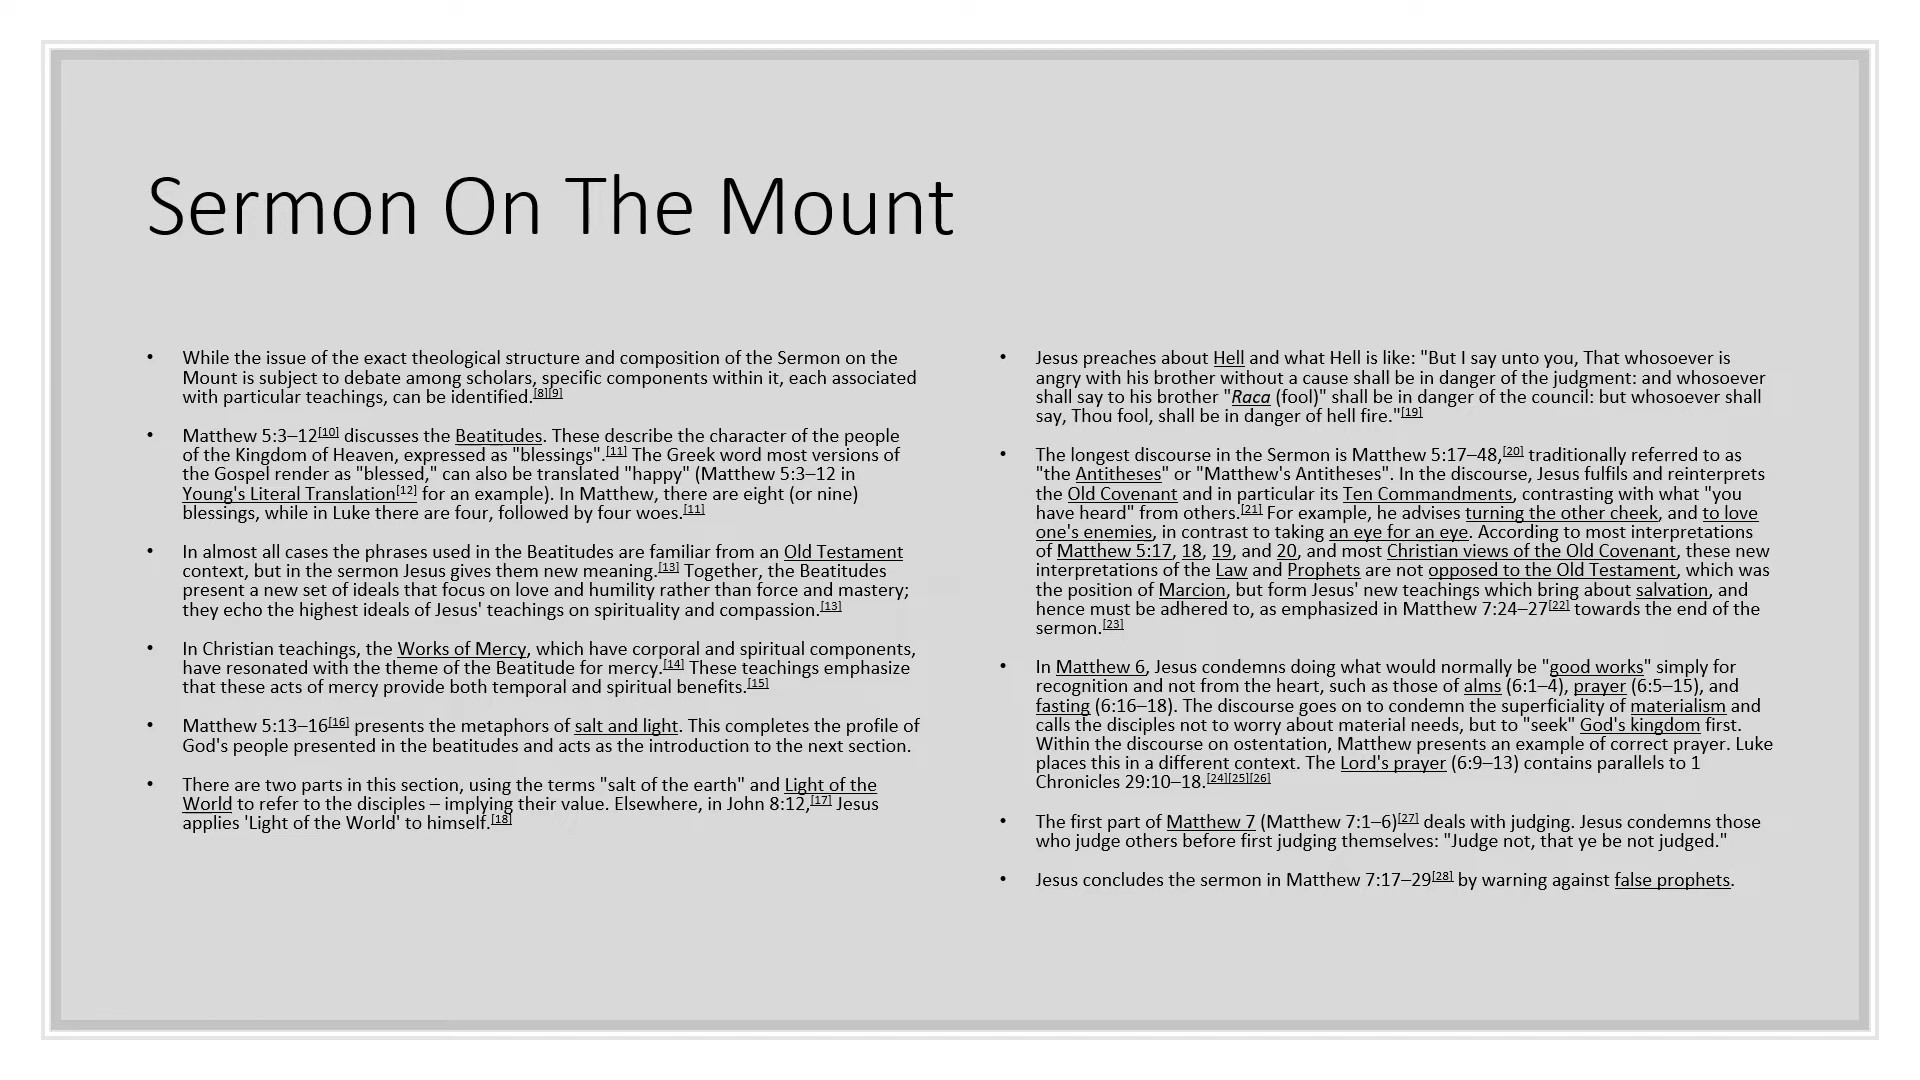 Sermon On The Mount
• While the issue of the exact theological structure and composition of the Sermon on the
Mount is subject to debate among scholars, specific components within it, each associated
with particular teachings, can be identified.[8][9]
• Matthew 5:3–12[10] discusses the Beatitudes. These describe the character of the people
of the Kingdom of Heaven, expressed as "blessings".[11] The Greek word most versions of
the Gospel render as "blessed," can also be translated "happy" (Matthew 5:3–12 in
Young's Literal Translation[12] for an example). In Matthew, there are eight (or nine)
blessings, while in Luke there are four, followed by four woes.[11]
• In almost all cases the phrases used in the Beatitudes are familiar from an Old Testament
context, but in the sermon Jesus gives them new meaning.[13] Together, the Beatitudes
present a new set of ideals that focus on love and humility rather than force and mastery;
they echo the highest ideals of Jesus' teachings on spirituality and compassion.[13]
• In Christian teachings, the Works of Mercy, which have corporal and spiritual components,
have resonated with the theme of the Beatitude for mercy.[14] These teachings emphasize
that these acts of mercy provide both temporal and spiritual benefits.[15]
• Matthew 5:13–16[16] presents the metaphors of salt and light. This completes the profile of
God's people presented in the beatitudes and acts as the introduction to the next section.
• There are two parts in this section, using the terms "salt of the earth" and Light of the
World to refer to the disciples – implying their value. Elsewhere, in John 8:12,[17] Jesus
applies 'Light of the World' to himself.[18]
• Jesus preaches about Hell and what Hell is like: "But I say unto you, That whosoever is
angry with his brother without a cause shall be in danger of the judgment: and whosoever
shall say to his brother "Raca (fool)" shall be in danger of the council: but whosoever shall
say, Thou fool, shall be in danger of hell fire."[19]
• The longest discourse in the Sermon is Matthew 5:17–48,[20] traditionally referred to as
"the Antitheses" or "Matthew's Antitheses". In the discourse, Jesus fulfils and reinterprets
the Old Covenant and in particular its Ten Commandments, contrasting with what "you
have heard" from others.[21] For example, he advises turning the other cheek, and to love
one's enemies, in contrast to taking an eye for an eye. According to most interpretations
of Matthew 5:17, 18, 19, and 20, and most Christian views of the Old Covenant, these new
interpretations of the Law and Prophets are not opposed to the Old Testament, which was
the position of Marcion, but form Jesus' new teachings which bring about salvation, and
hence must be adhered to, as emphasized in Matthew 7:24–27[22] towards the end of the
sermon.[23]
• In Matthew 6, Jesus condemns doing what would normally be "good works" simply for
recognition and not from the heart, such as those of alms (6:1–4), prayer (6:5–15), and
fasting (6:16–18). The discourse goes on to condemn the superficiality of materialism and
calls the disciples not to worry about material needs, but to "seek" God's kingdom first.
Within the discourse on ostentation, Matthew presents an example of correct prayer. Luke
places this in a different context. The Lord's prayer (6:9–13) contains parallels to 1
Chronicles 29:10–18.[24][25][26]
• The first part of Matthew 7 (Matthew 7:1–6)[27] deals with judging. Jesus condemns those
who judge others before first judging themselves: "Judge not, that ye be not judged."
• Jesus concludes the sermon in Matthew 7:17–29[28] by warning against false prophets.